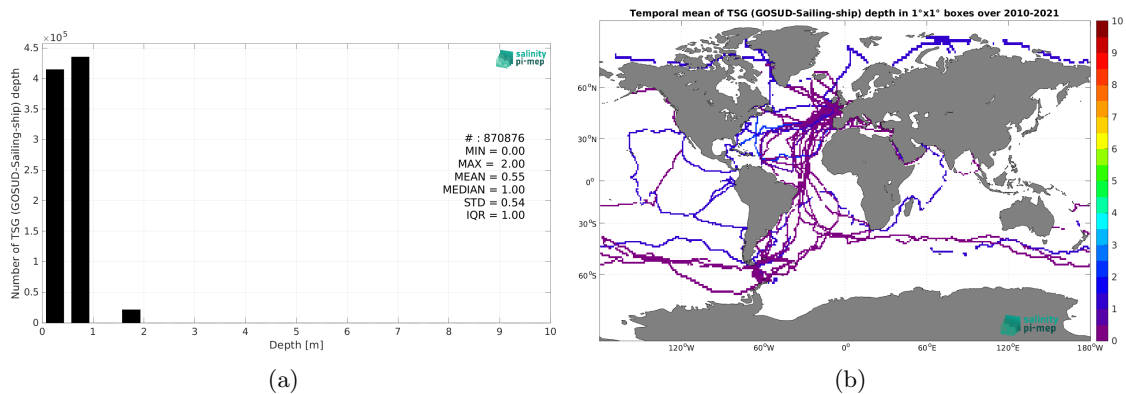 Temporal mean of TSG (GOSUD-Sailing-ship) depth in 1°x1° boxes over 2010-2021
Number of TSG (GOSUD-Sailing-ship) depth
4.5
×10⁵
4
3.5
3
2.5
2
1.5
1
0.5
0
salinity
pi-mep
# : 870876
MIN = 0.00
MAX = 2.00
MEAN = 0.55
MEDIAN = 1.00
STD = 0.54
IQR = 1.00
0 1 2 3 4 5 6 7 8 9 10
Depth [m]
(a)
60°N
30°N
0°
30°S
60°S
120°W 60°W 0° 60°E 120°E 180°W
salinity
pi-mep
10
9
8
7
6
5
4
3
2
1
0
(b)